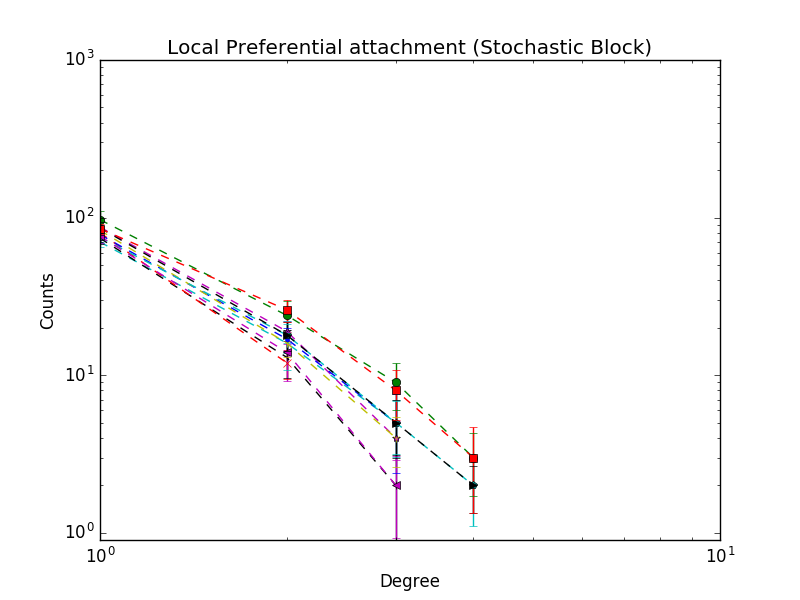 Local Preferential attachment (Stochastic Block)
10^3
10^2
10^1
10^0
Counts
10^0
10^1
Degree